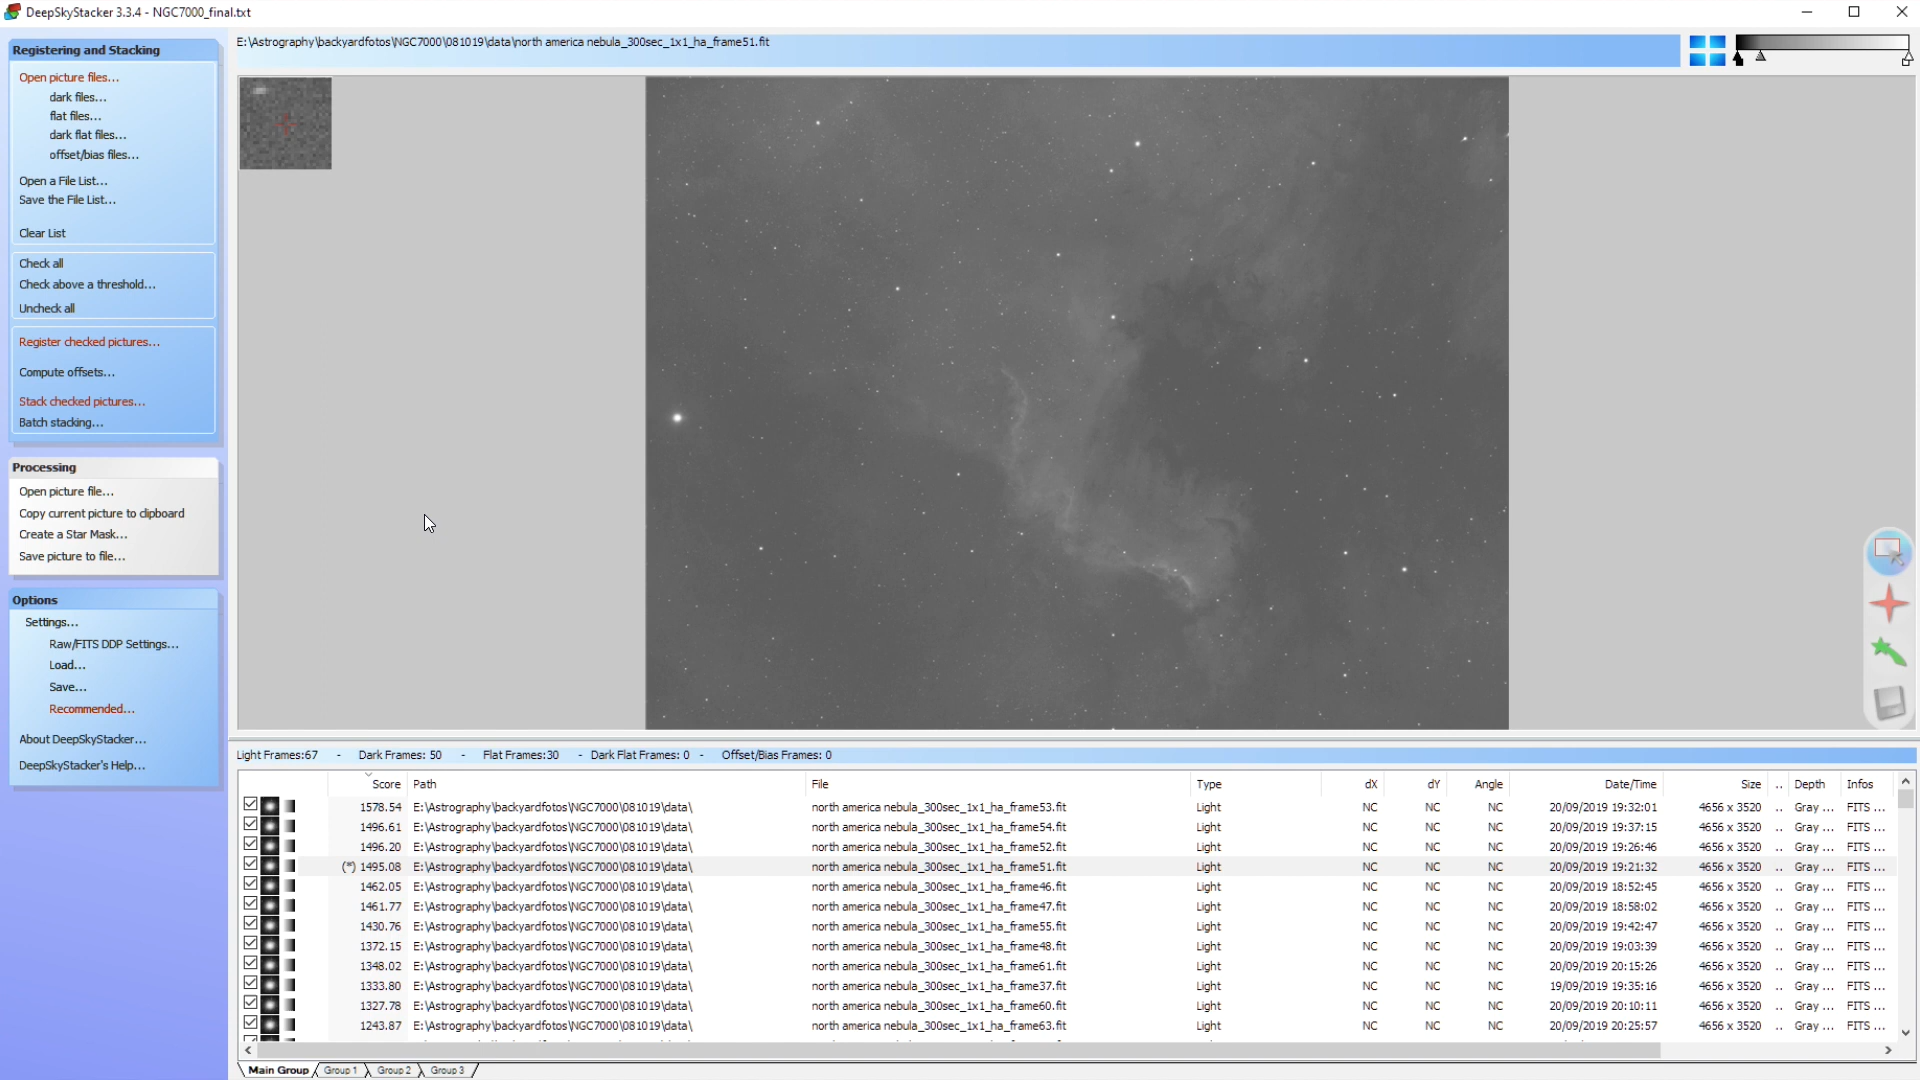 DeepSkyStacker 3.3.4 - NGC7000_final.txt
Registering and Stacking
Open picture files...
dark files...
flat files...
dark flat files...
offset/bias files...
Open a File List...
Save the File List...
Clear List
Check all
Check above a threshold...
Uncheck all
Register checked pictures...
Compute offsets...
Stack checked pictures...
Batch stacking...
Processing
Open picture file...
Copy current picture to clipboard
Create a Star Mask...
Save picture to file...
Options
Settings...
Raw/FITS DDP Settings...
Load...
Save...
Recommended...
About DeepSkyStacker...
DeepSkyStacker's Help...
E:\Astrography\backyardfotos\NGC7000\081019\data\north america nebula_300sec_1x1_ha_frame51.fit
Light Frames:67 - Dark Frames: 50 - Flat Frames:30 - Dark Flat Frames: 0 - Offset/Bias Frames: 0
Score Path File Type dX dY Angle Date/Time Size .. Depth Infos
1578.54 E:\Astrography\backyardfotos\NGC7000\081019\data\ north america nebula_300sec_1x1_ha_frame53.fit Light NC NC NC 20/09/2019 19:32:01 4656 x 3520 .. Gray ... FITS ...
1496.61 E:\Astrography\backyardfotos\NGC7000\081019\data\ north america nebula_300sec_1x1_ha_frame54.fit Light NC NC NC 20/09/2019 19:37:15 4656 x 3520 .. Gray ... FITS ...
1496.20 E:\Astrography\backyardfotos\NGC7000\081019\data\ north america nebula_300sec_1x1_ha_frame52.fit Light NC NC NC 20/09/2019 19:26:46 4656 x 3520 .. Gray ... FITS ...
(*) 1495.08 E:\Astrography\backyardfotos\NGC7000\081019\data\ north america nebula_300sec_1x1_ha_frame51.fit Light NC NC NC 20/09/2019 19:21:32 4656 x 3520 .. Gray ... FITS ...
1462.05 E:\Astrography\backyardfotos\NGC7000\081019\data\ north america nebula_300sec_1x1_ha_frame46.fit Light NC NC NC 20/09/2019 18:52:45 4656 x 3520 .. Gray ... FITS ...
1461.77 E:\Astrography\backyardfotos\NGC7000\081019\data\ north america nebula_300sec_1x1_ha_frame47.fit Light NC NC NC 20/09/2019 18:58:02 4656 x 3520 .. Gray ... FITS ...
1430.76 E:\Astrography\backyardfotos\NGC7000\081019\data\ north america nebula_300sec_1x1_ha_frame55.fit Light NC NC NC 20/09/2019 19:42:47 4656 x 3520 .. Gray ... FITS ...
1372.15 E:\Astrography\backyardfotos\NGC7000\081019\data\ north america nebula_300sec_1x1_ha_frame48.fit Light NC NC NC 20/09/2019 19:03:39 4656 x 3520 .. Gray ... FITS ...
1348.02 E:\Astrography\backyardfotos\NGC7000\081019\data\ north america nebula_300sec_1x1_ha_frame61.fit Light NC NC NC 20/09/2019 20:15:26 4656 x 3520 .. Gray ... FITS ...
1333.80 E:\Astrography\backyardfotos\NGC7000\081019\data\ north america nebula_300sec_1x1_ha_frame37.fit Light NC NC NC 19/09/2019 19:35:16 4656 x 3520 .. Gray ... FITS ...
1327.78 E:\Astrography\backyardfotos\NGC7000\081019\data\ north america nebula_300sec_1x1_ha_frame60.fit Light NC NC NC 20/09/2019 20:10:11 4656 x 3520 .. Gray ... FITS ...
1243.87 E:\Astrography\backyardfotos\NGC7000\081019\data\ north america nebula_300sec_1x1_ha_frame63.fit Light NC NC NC 20/09/2019 20:25:57 4656 x 3520 .. Gray ... FITS ...
Main Group Group 1 Group 2 Group 3